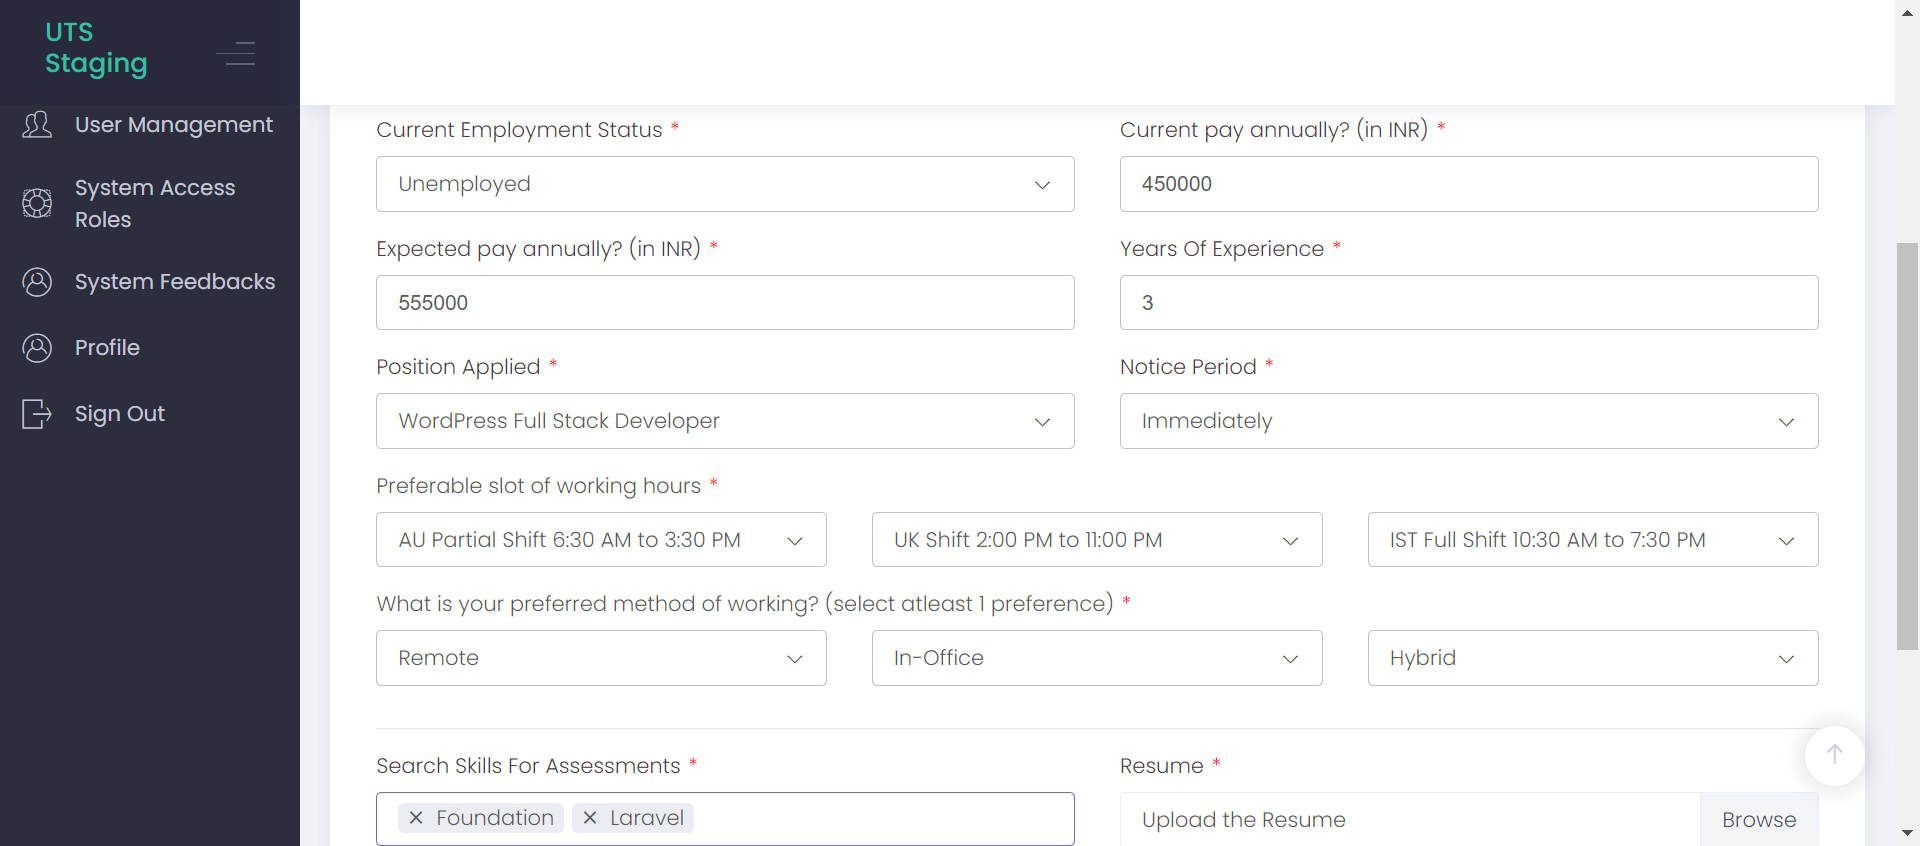 UTS
Staging
User Management
System Access
Roles
System Feedbacks
Profile
Sign Out
Current Employment Status *
Current pay annually? (in INR) *
Unemployed
450000
Expected pay annually? (in INR) *
Years Of Experience *
555000
3
Position Applied *
Notice Period *
WordPress Full Stack Developer
Immediately
Preferable slot of working hours *
AU Partial Shift 6:30 AM to 3:30 PM
UK Shift 2:00 PM to 11:00 PM
IST Full Shift 10:30 AM to 7:30 PM
What is your preferred method of working? (select atleast 1 preference) *
Remote
In-Office
Hybrid
Search Skills For Assessments *
Resume *
× Foundation × Laravel
Upload the Resume
Browse